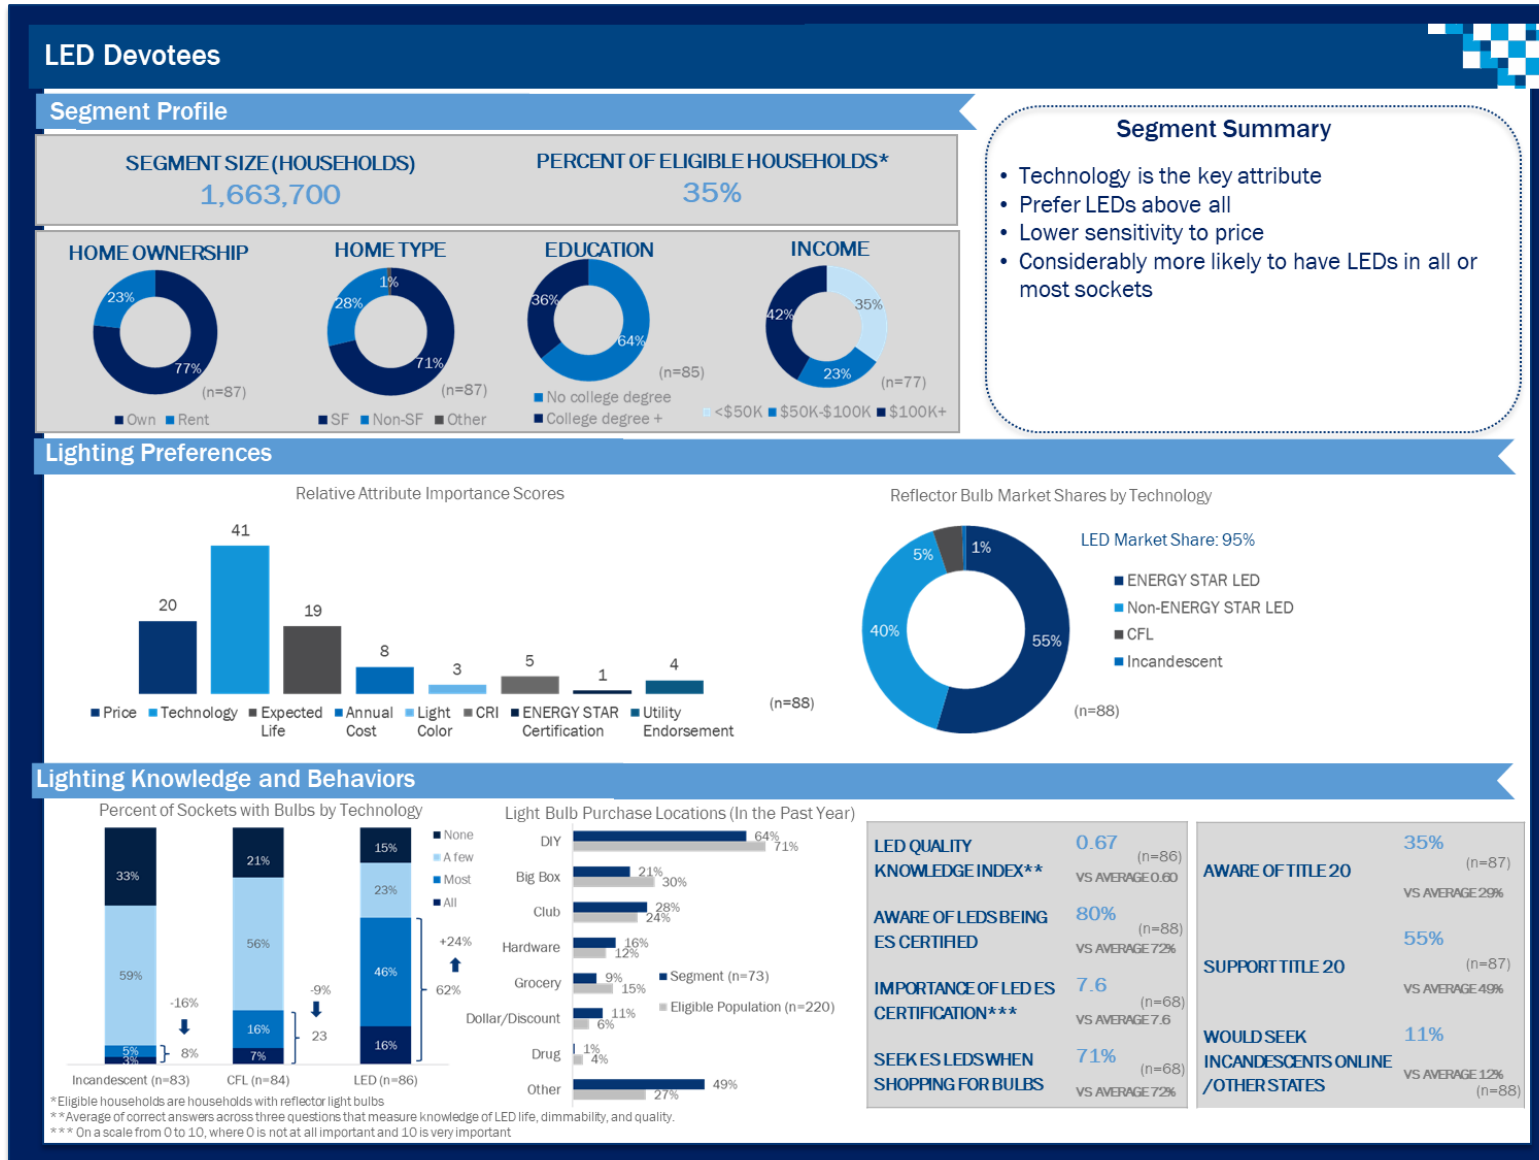 LED Devotees
Segment Profile
SEGMENT SIZE (HOUSEHOLDS)
1,663,700
PERCENT OF ELIGIBLE HOUSEHOLDS*
35%
HOME OWNERSHIP
23%
77%
(n=87)
Own Rent
HOME TYPE
1%
28%
71%
(n=87)
SF Non-SF Other
EDUCATION
36%
64%
(n=85)
No college degree
College degree +
INCOME
35%
42%
23%
(n=77)
<$50K $50K-$100K $100K+
Segment Summary
• Technology is the key attribute
• Prefer LEDs above all
• Lower sensitivity to price
• Considerably more likely to have LEDs in all or
most sockets
Lighting Preferences
Relative Attribute Importance Scores
20
41
19
8
3
5
1
4
Price Technology Expected Annual Light CRI ENERGY STAR Utility
Life Cost Color Certification Endorsement
(n=88)
Reflector Bulb Market Shares by Technology
LED Market Share: 95%
5%
1%
40%
55%
ENERGY STAR LED
Non-ENERGY STAR LED
CFL
Incandescent
(n=88)
Lighting Knowledge and Behaviors
Percent of Sockets with Bulbs by Technology
33%
59%
5%
3%
-16%
8%
21%
56%
16%
7%
-9%
23
15%
23%
46%
16%
+24%
62%
None
A few
Most
All
Incandescent (n=83) CFL (n=84) LED (n=86)
Light Bulb Purchase Locations (In the Past Year)
DIY 64%
71%
Big Box 21%
30%
Club 28%
24%
Hardware 16%
12%
Grocery 9%
15%
Dollar/Discount 11%
6%
Drug 1%
4%
Other 49%
27%
Segment (n=73)
Eligible Population (n=220)
LED QUALITY
KNOWLEDGE INDEX**
0.67
(n=86)
VS AVERAGE 0.60
AWARE OF LEDS BEING
ES CERTIFIED
80%
(n=88)
VS AVERAGE 72%
IMPORTANCE OF LED ES
CERTIFICATION***
7.6
(n=68)
VS AVERAGE 7.6
SEEK ES LEDS WHEN
SHOPPING FOR BULBS
71%
(n=68)
VS AVERAGE 72%
AWARE OF TITLE 20
35%
(n=87)
VS AVERAGE 29%
SUPPORT TITLE 20
55%
(n=87)
VS AVERAGE 49%
WOULD SEEK
INCANDESCENTS ONLINE
/OTHER STATES
11%
VS AVERAGE 12%
(n=88)
*Eligible households are households with reflector light bulbs
**Average of correct answers across three questions that measure knowledge of LED life, dimmability, and quality.
*** On a scale from 0 to 10, where 0 is not at all important and 10 is very important